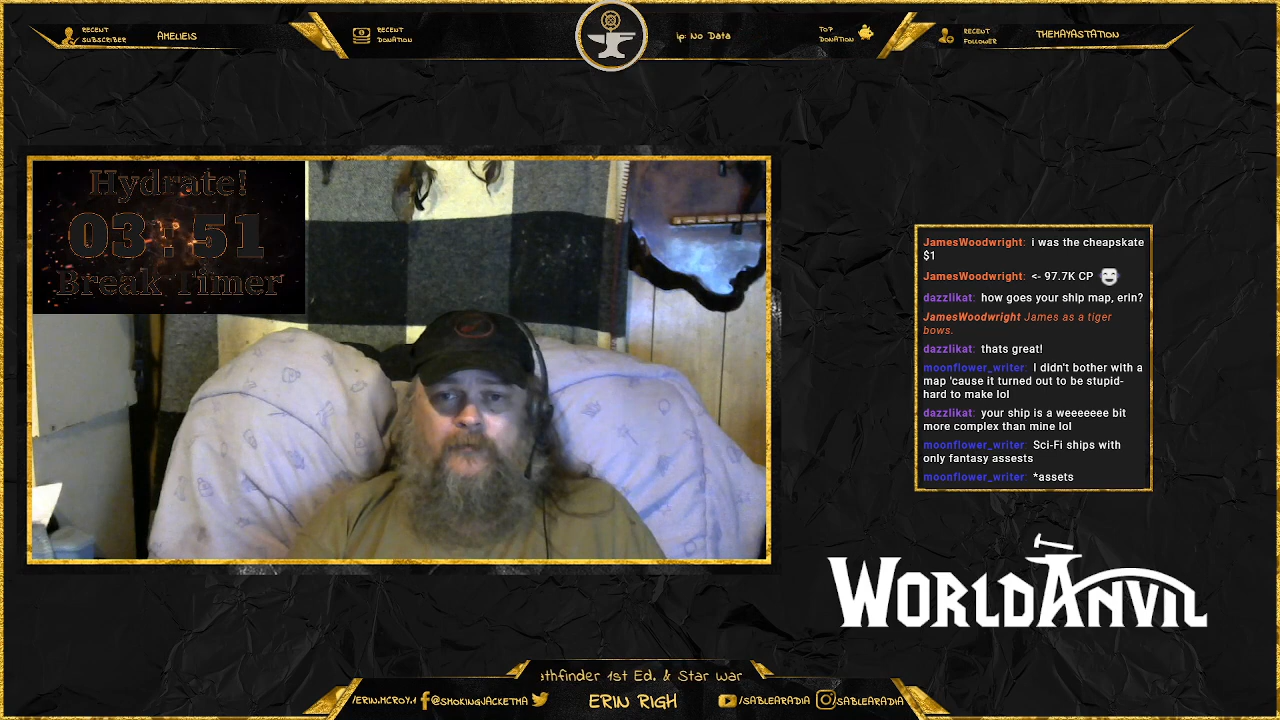 RECENT
SUBSCRIBER
AMELIEIS
RECENT
DONATION
ip: No Data
TOP
DONATION
RECENT
FOLLOWER
THEMAYASTATION
Hydrate!
03:51
Break Timer
JamesWoodwright: i was the cheapskate
$1
JamesWoodwright: <- 97.7K CP
dazzlikat: how goes your ship map, erin?
JamesWoodwright James as a tiger
bows.
dazzlikat: thats great!
moonflower_writer: I didn't bother with a
map 'cause it turned out to be stupid-
hard to make lol
dazzlikat: your ship is a weeeeeee bit
more complex than mine lol
moonflower_writer: Sci-Fi ships with
only fantasy assests
moonflower_writer: *assets
WORLDANVIL
athfinder 1st Ed. & Star War
/ERIN.MCROY.1
@SMOKINGJACKETMA
ERIN RIGH
/SABLEARADIA
/SABLEARADIA